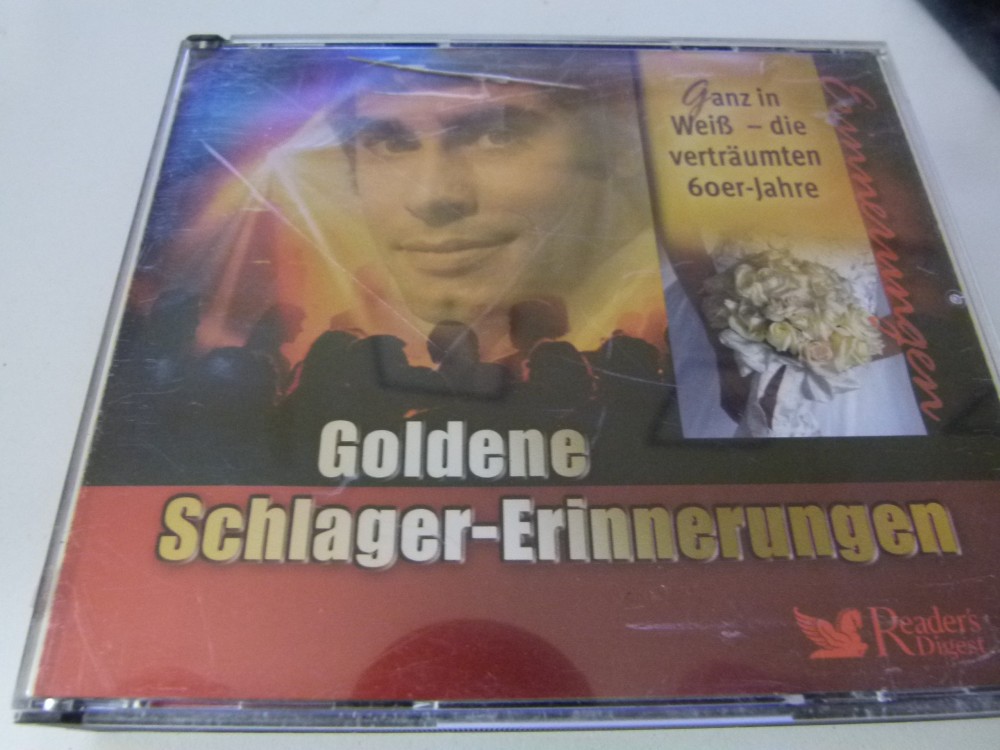 Ganz in
Weiß – die
verträumten
60er-Jahre
Erinnerungen
Goldene
Schlager-Erinnerungen
Reader's
Digest